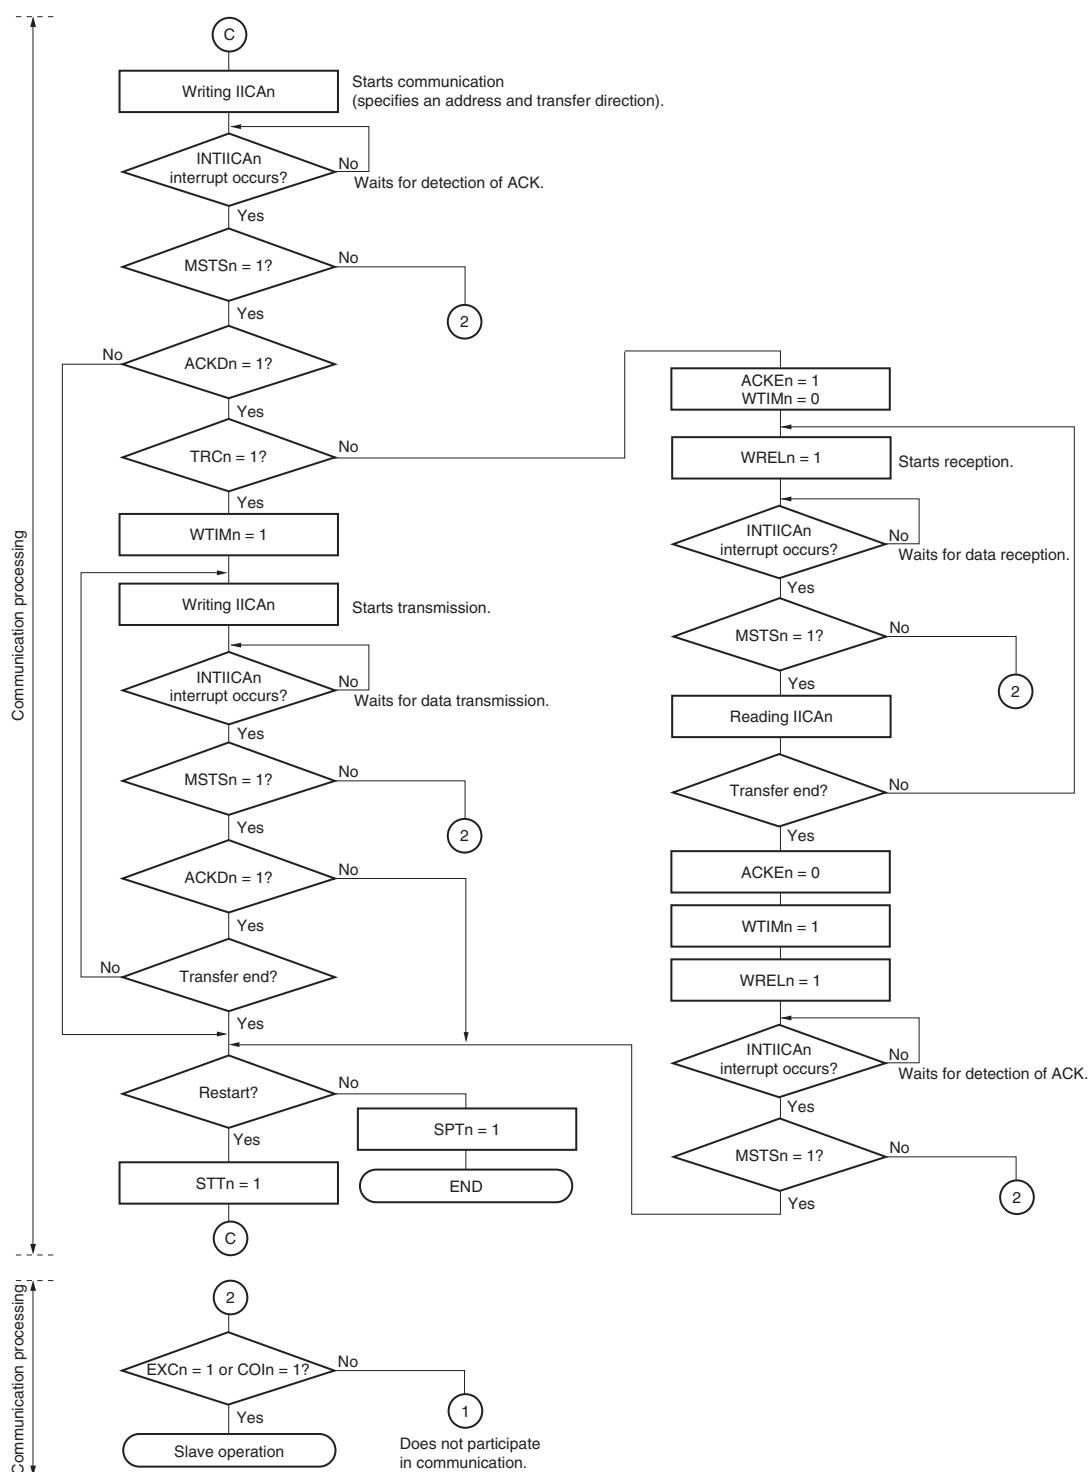 C
Writing IICAn
Starts communication
(specifies an address and transfer direction).
INTIICAn
interrupt occurs?
No
Waits for detection of ACK.
Yes
MSTSn = 1?
No
2
Yes
ACKDn = 1?
No
Yes
TRCn = 1?
No
Yes
WTIMn = 1
Writing IICAn
Starts transmission.
INTIICAn
interrupt occurs?
No
Waits for data transmission.
Yes
MSTSn = 1?
No
2
Yes
ACKDn = 1?
No
Yes
Transfer end?
No
Yes
Restart?
No
SPTn = 1
END
Yes
STTn = 1
C
ACKEn = 1
WTIMn = 0
WRELn = 1
Starts reception.
INTIICAn
interrupt occurs?
No
Waits for data reception.
Yes
MSTSn = 1?
No
2
Yes
Reading IICAn
Transfer end?
No
Yes
ACKEn = 0
WTIMn = 1
WRELn = 1
INTIICAn
interrupt occurs?
No
Waits for detection of ACK.
Yes
MSTSn = 1?
No
2
Yes
Communication processing
2
EXCn = 1 or COIn = 1?
No
1
Does not participate
in communication.
Yes
Slave operation
Communication processing